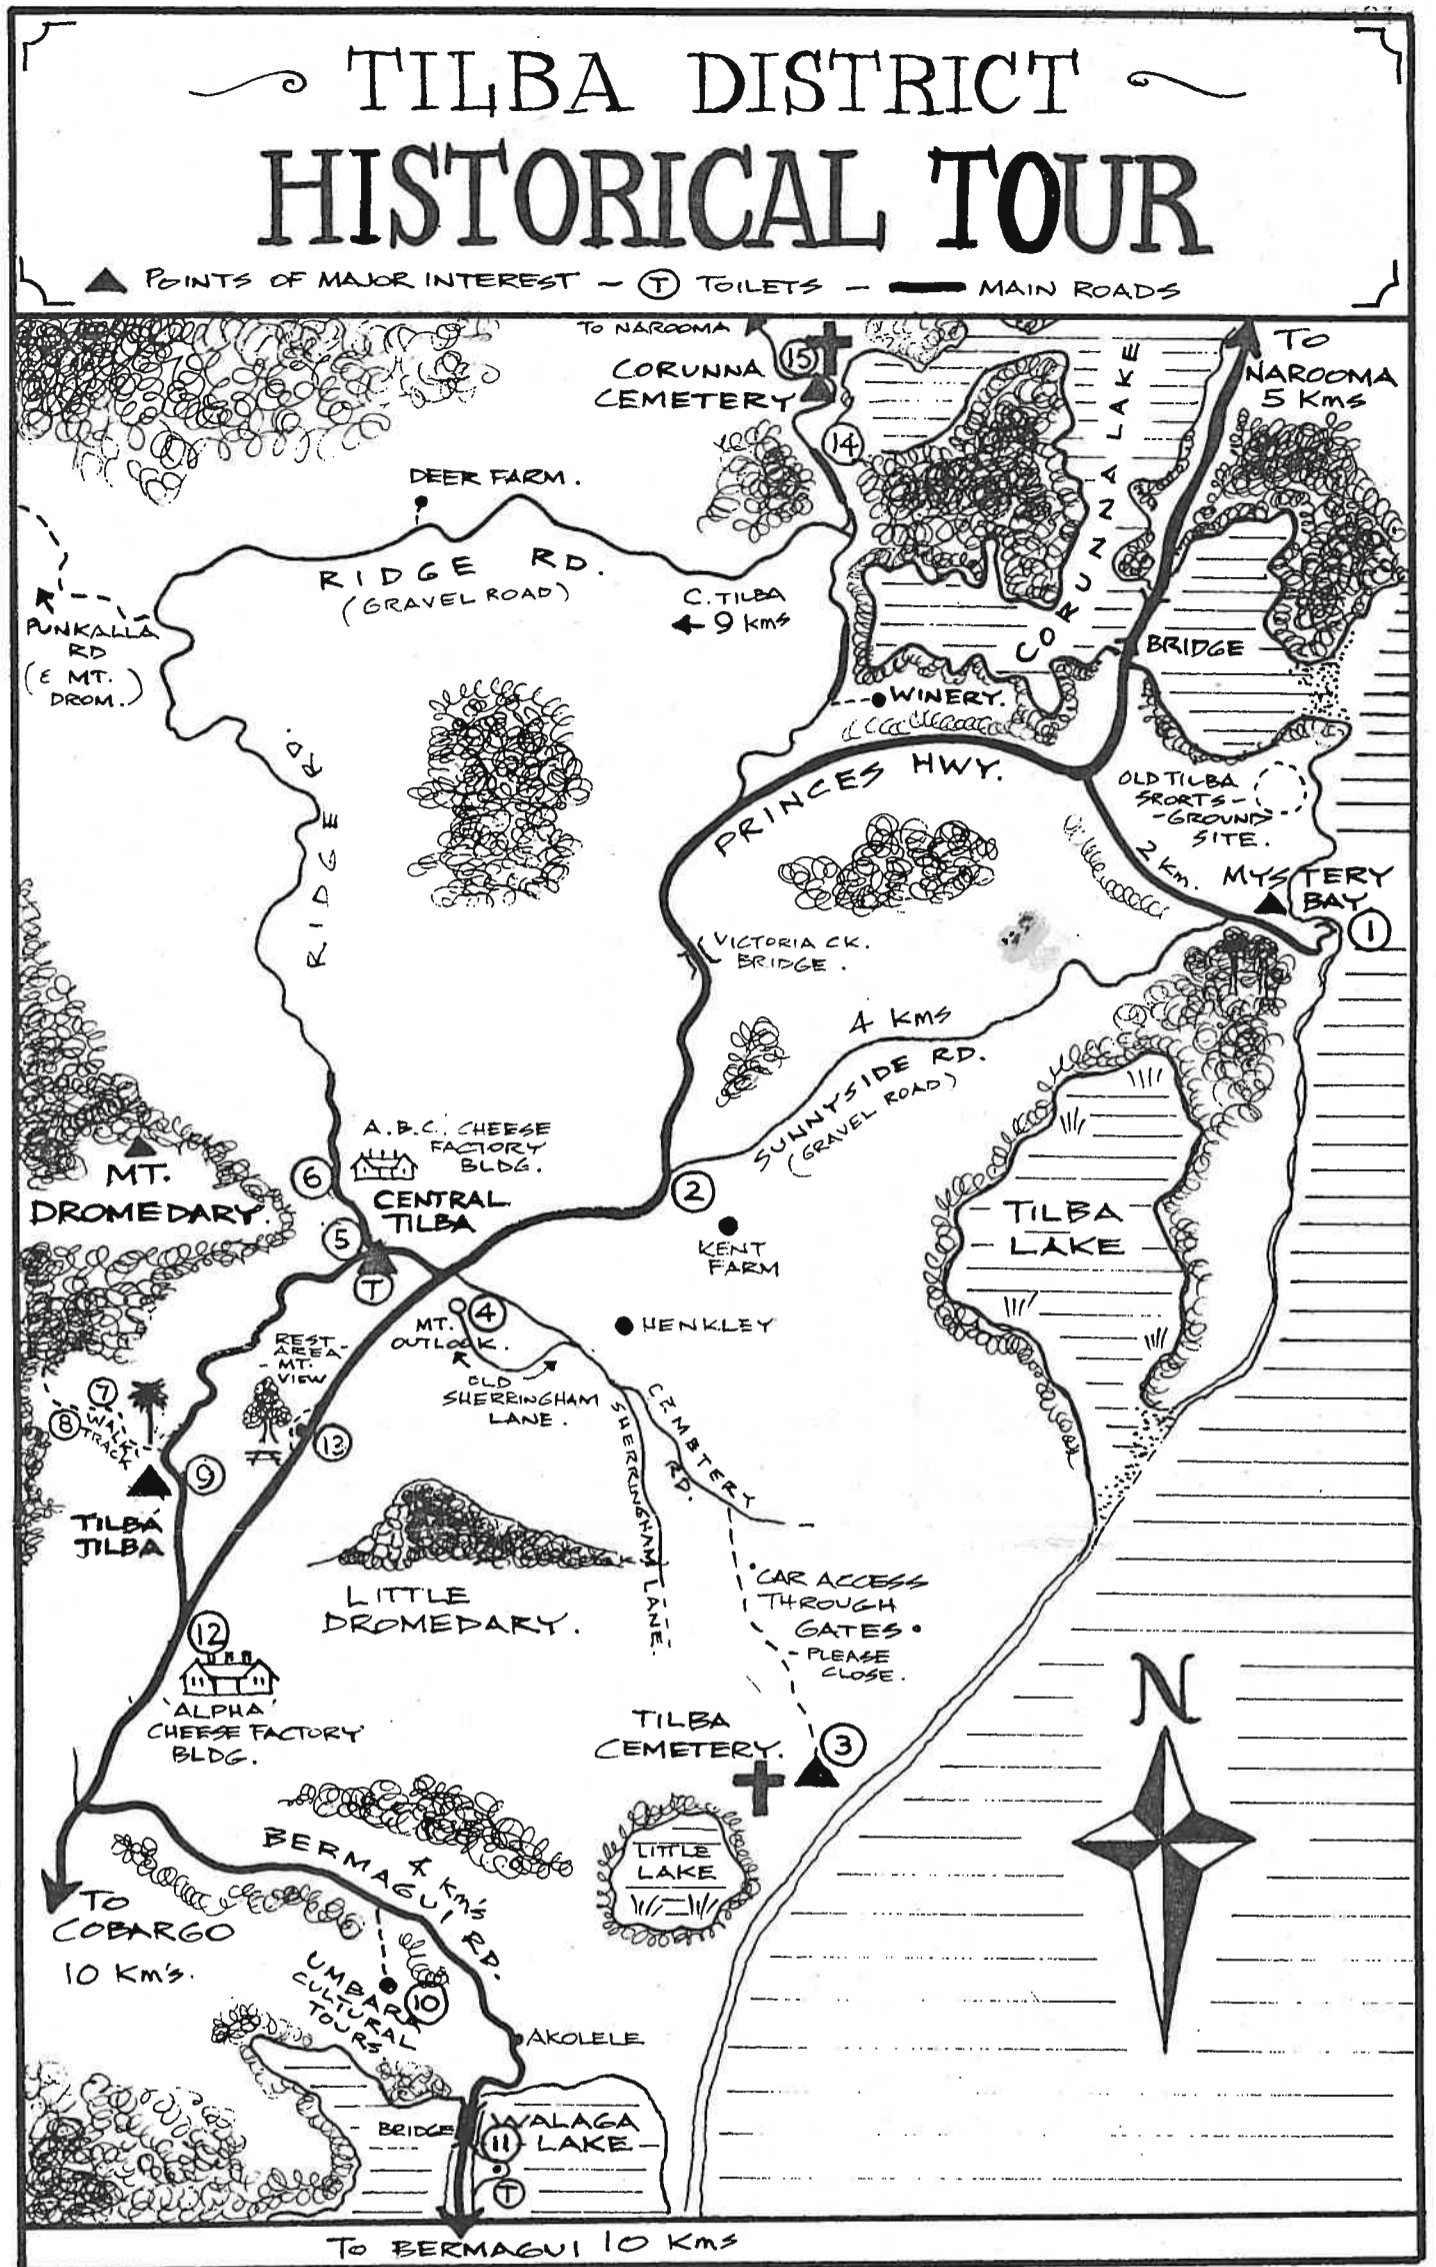 TILBA DISTRICT
HISTORICAL TOUR
POINTS OF MAJOR INTEREST - T TOILETS - MAIN ROADS
TO NAROOMA
15
CORUNNA
CEMETERY
14
CORUNNA LAKE
TO
NAROOMA
5 Kms
DEER FARM.
RIDGE RD.
(GRAVEL ROAD)
C. TILBA
9 kms
PUNKALLA
RD
(& MT.
DROM.)
BRIDGE
WINERY.
RIDGE RD.
PRINCES HWY.
OLD TILBA
SPORTS-
-GROUND
SITE.
2 km.
MYSTERY
BAY
1
VICTORIA CK.
BRIDGE.
4 kms
SUNNYSIDE RD.
(GRAVEL ROAD)
A.B.C. CHEESE
FACTORY
BLDG.
MT.
DROMEDARY.
6
CENTRAL
TILBA
5
T
2
KENT
FARM
TILBA
LAKE
4
MT.
OUTLOOK.
HENKLEY
OLD
SHERRINGHAM
LANE.
REST
AREA-
-MT.
VIEW
7
8
WALK
TRACK
13
9
TILBA
TILBA
CEMETERY
RD.
SHERRINGHAM LANE.
LITTLE
DROMEDARY.
CAR ACCESS
THROUGH
GATES
- PLEASE
CLOSE.
12
'ALPHA'
CHEESE FACTORY
BLDG.
TILBA
CEMETERY.
3
N
BERMAGUI RD.
4 km's
LITTLE
LAKE
TO
COBARGO
10 Km's.
UMBARRA
CULTURAL
TOURS.
10
AKOLELE
BRIDGE
WALAGA
LAKE
11
T
TO BERMAGUI 10 Kms